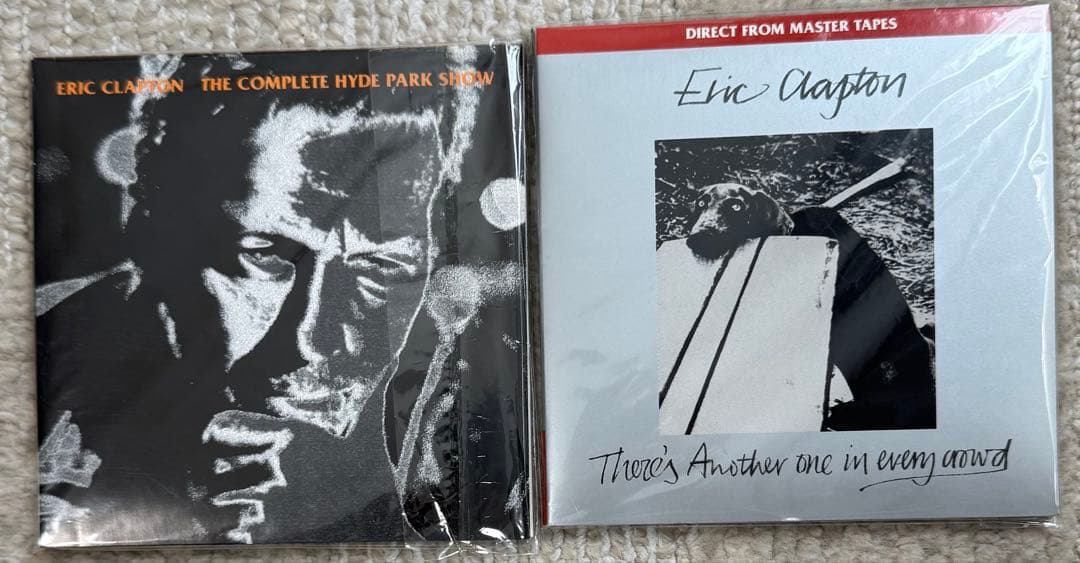 ERIC CLAPTON THE COMPLETE HYDE PARK SHOW
DIRECT FROM MASTER TAPES
Eric Clapton
There's Another one in every crowd